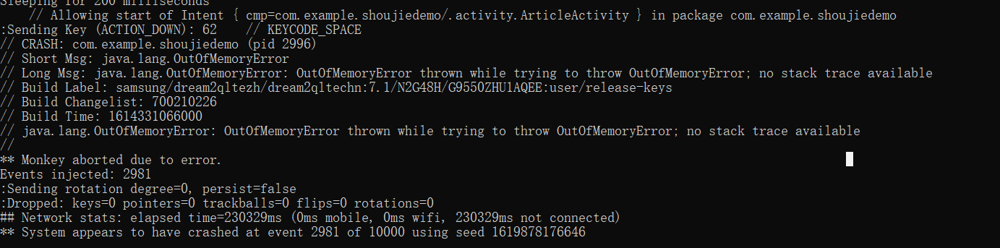 Sleeping for 200 milliseconds
// Allowing start of Intent { cmp=com.example.shoujiedemo/.activity.ArticleActivity } in package com.example.shoujiedemo
:Sending Key (ACTION_DOWN): 62 // KEYCODE_SPACE
// CRASH: com.example.shoujiedemo (pid 2996)
// Short Msg: java.lang.OutOfMemoryError
// Long Msg: java.lang.OutOfMemoryError: OutOfMemoryError thrown while trying to throw OutOfMemoryError; no stack trace available
// Build Label: samsung/dream2qltezh/dream2qltechn:7.1/N2G48H/G9550ZHU1AQEE:user/release-keys
// Build Changelist: 700210226
// Build Time: 1614331066000
// java.lang.OutOfMemoryError: OutOfMemoryError thrown while trying to throw OutOfMemoryError; no stack trace available
//
** Monkey aborted due to error.
Events injected: 2981
:Sending rotation degree=0, persist=false
:Dropped: keys=0 pointers=0 trackballs=0 flips=0 rotations=0
## Network stats: elapsed time=230329ms (0ms mobile, 0ms wifi, 230329ms not connected)
** System appears to have crashed at event 2981 of 10000 using seed 1619878176646